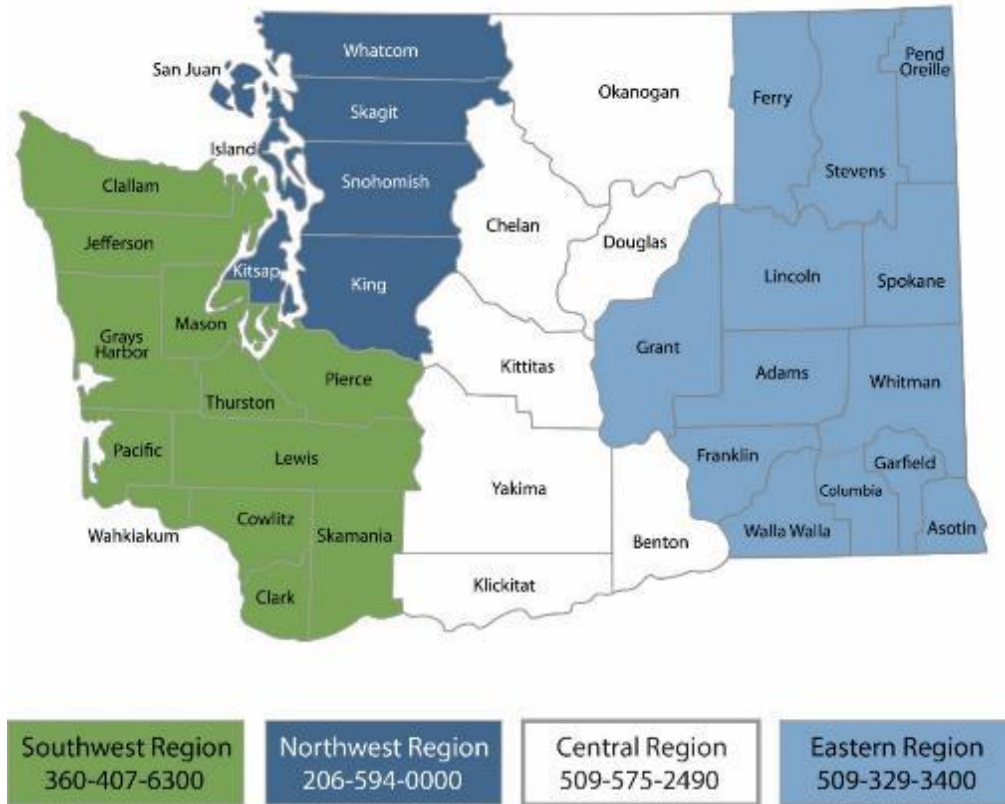 Whatcom
San Juan
Skagit
Island
Snohomish
King
Kitsap
Clallam
Jefferson
Mason
Grays
Harbor
Pierce
Thurston
Pacific
Lewis
Wahkiakum
Cowlitz
Skamania
Clark
Okanogan
Chelan
Douglas
Kittitas
Yakima
Benton
Klickitat
Ferry
Stevens
Pend
Oreille
Lincoln
Spokane
Grant
Adams
Whitman
Franklin
Garfield
Columbia
Walla Walla
Asotin
Southwest Region
360-407-6300
Northwest Region
206-594-0000
Central Region
509-575-2490
Eastern Region
509-329-3400